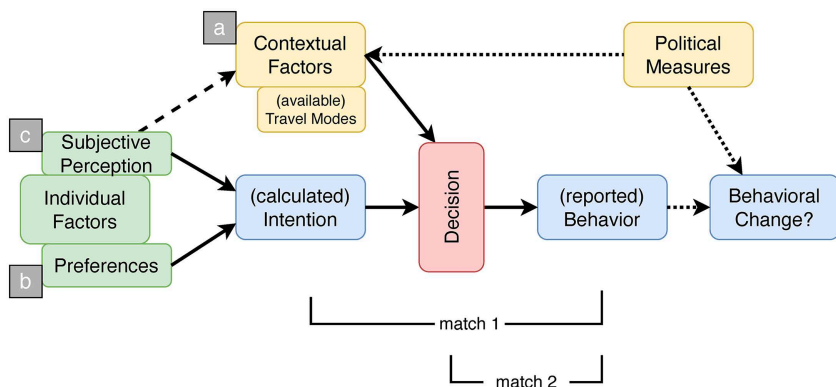 a
Contextual
Factors
(available)
Travel Modes
Political
Measures
c
Subjective
Perception
Individual
Factors
Preferences
b
(calculated)
Intention
Decision
(reported)
Behavior
Behavioral
Change?
match 1
match 2